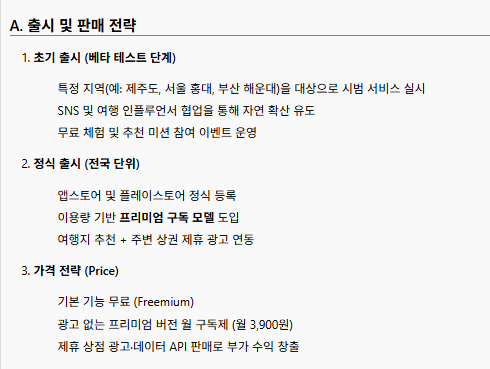 A. 출시 및 판매 전략
1. 초기 출시 (베타 테스트 단계)
특정 지역(예: 제주도, 서울 홍대, 부산 해운대)을 대상으로 시범 서비스 실시
SNS 및 여행 인플루언서 협업을 통해 자연 확산 유도
무료 체험 및 추천 미션 참여 이벤트 운영
2. 정식 출시 (전국 단위)
앱스토어 및 플레이스토어 정식 등록
이용량 기반 프리미엄 구독 모델 도입
여행지 추천 + 주변 상권 제휴 광고 연동
3. 가격 전략 (Price)
기본 기능 무료 (Freemium)
광고 없는 프리미엄 버전 월 구독제 (월 3,900원)
제휴 상점 광고·데이터 API 판매로 부가 수익 창출